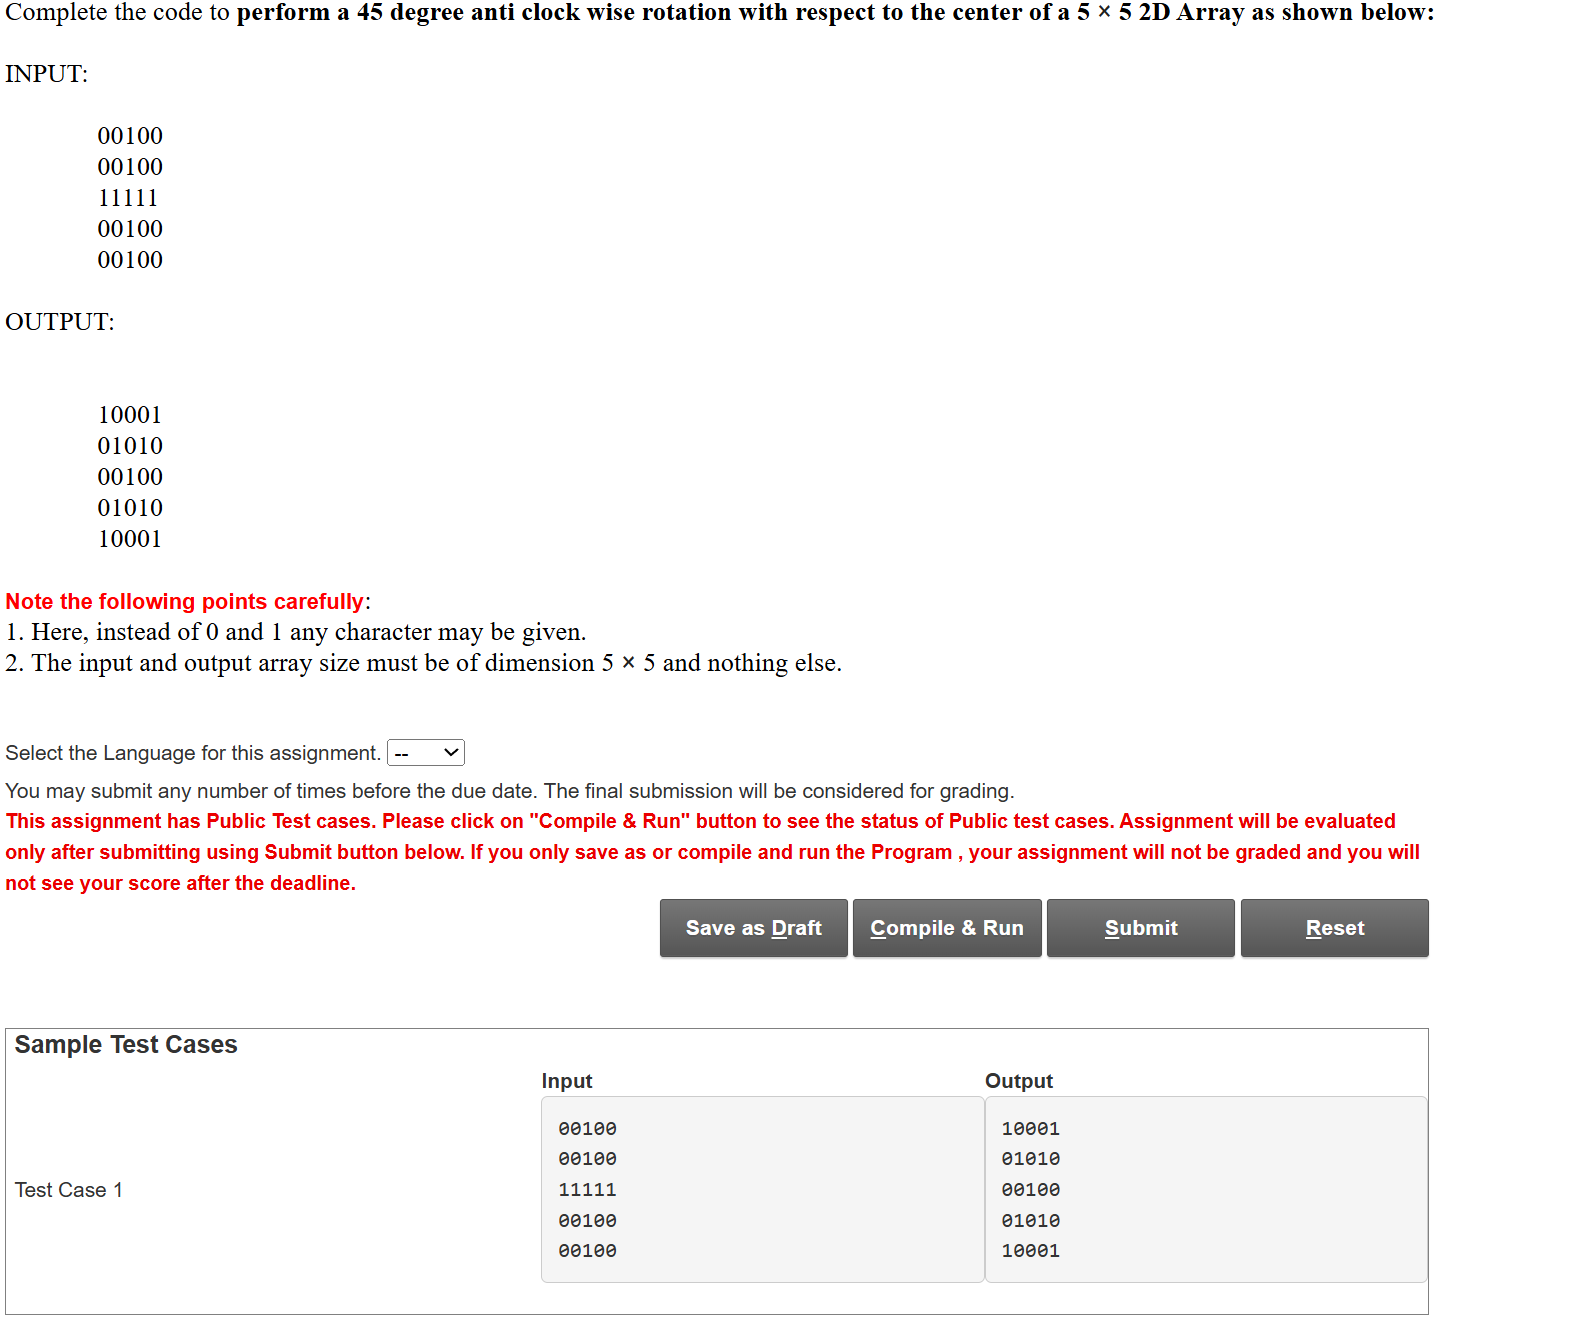 Complete the code to perform a 45 degree anti clock wise rotation with respect to the center of a 5 × 5 2D Array as shown below:
INPUT:
00100
00100
11111
00100
00100
OUTPUT:
10001
01010
00100
01010
10001
Note the following points carefully:
1. Here, instead of 0 and 1 any character may be given.
2. The input and output array size must be of dimension 5 × 5 and nothing else.
Select the Language for this assignment. --
You may submit any number of times before the due date. The final submission will be considered for grading.
This assignment has Public Test cases. Please click on "Compile & Run" button to see the status of Public test cases. Assignment will be evaluated
only after submitting using Submit button below. If you only save as or compile and run the Program , your assignment will not be graded and you will
not see your score after the deadline.
Save as Draft Compile & Run Submit Reset
Sample Test Cases
Input Output
00100 10001
00100 01010
Test Case 1 11111 00100
00100 01010
00100 10001